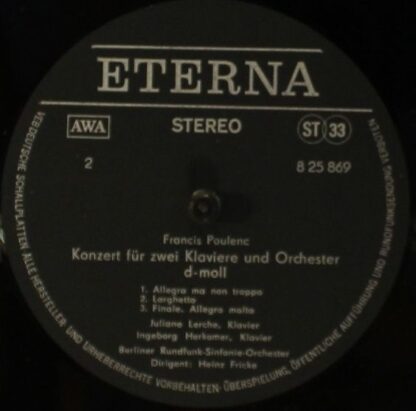 ETERNA
AWA
STEREO
ST 33
2
8 25 869
Francis Poulenc
Konzert für zwei Klaviere und Orchester
d-moll
1. Allegro ma non troppo
2. Larghetto
3. Finale. Allegro molto
Juliane Lerche, Klavier
Ingeborg Herkomer, Klavier
Berliner Rundfunk-Sinfonie-Orchester
Dirigent: Heinz Fricke
VEB DEUTSCHE SCHALLPLATTEN · ALLE HERSTELLER- UND URHEBERRECHTE VORBEHALTEN · ÜBERSPIELUNG, ÖFFENTLICHE AUFFÜHRUNG UND RUNDFUNKSENDUNG VERBOTEN